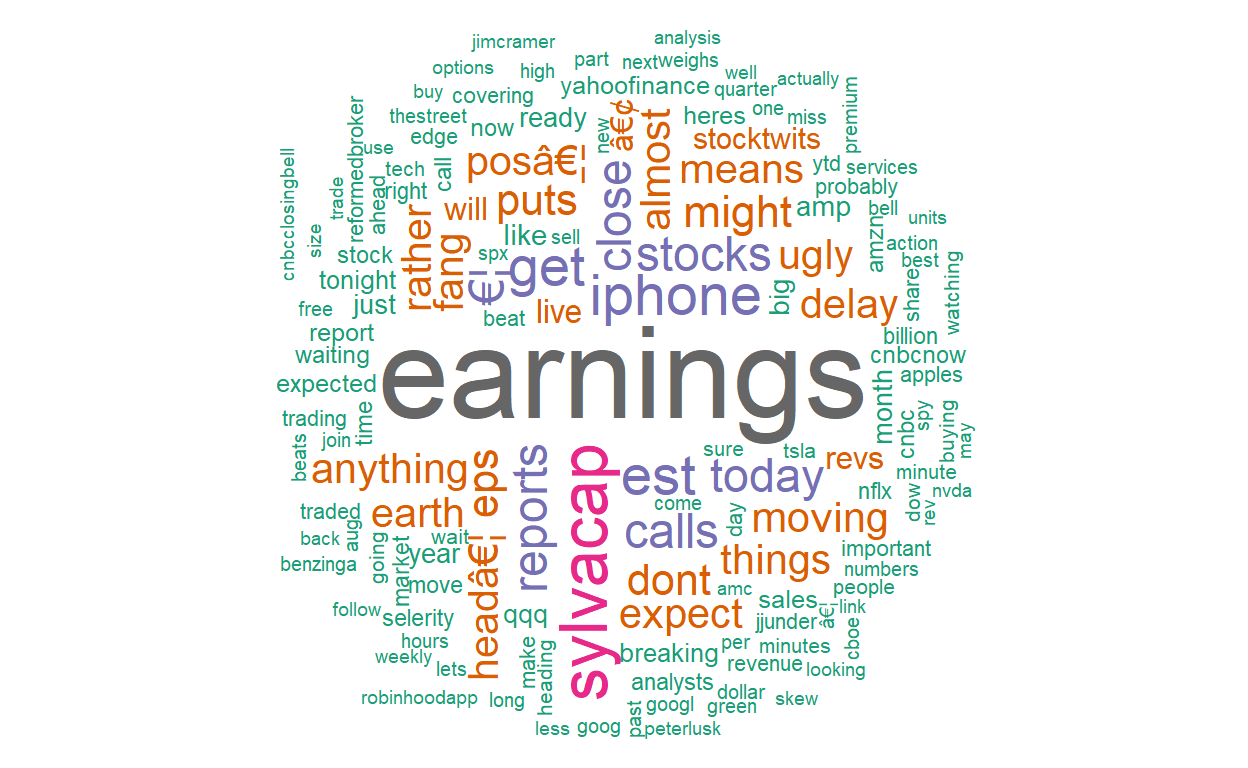 jimcramer
analysis
options
high
part
next
weighs
well
actually
buy
covering
yahoofinance
quarter
thestreet
edge
now
ready
new
â€¢
almost
heres
one
miss
premium
stocktwits
cnbcclosingbell
trade
reformedbroker
use
ahead
tech
right
call
posâ€¦
close
means
ytd
services
probably
size
rather
will
puts
might
amp
bell
units
stock
fang
like
sell
spx
get
stocks
ugly
amzn
action
best
tonight
â€¦
iphone
big
delay
share
watching
free
just
beat
live
report
billion
waiting
earnings
cnbcnow
expected
apples
trading
time
month
cnbc
spy
buying
may
join
beats
anything
eps
reports
sylvacap
est
today
sure
tsla
revs
minute
nflx
nvda
dow
rev
traded
earth
come
calls
day
moving
back
aug
wait
benzinga
going
market
year
headâ€¦
things
important
numbers
move
dont
amc
people
follow
selerity
qqq
expect
sales
jjunder
â€¦
link
hours
make
heading
breaking
per
minutes
cboe
weekly
lets
revenue
looking
analysts
robinhoodapp
long
past
googl
dollar
green
skew
less
goog
peterlusk